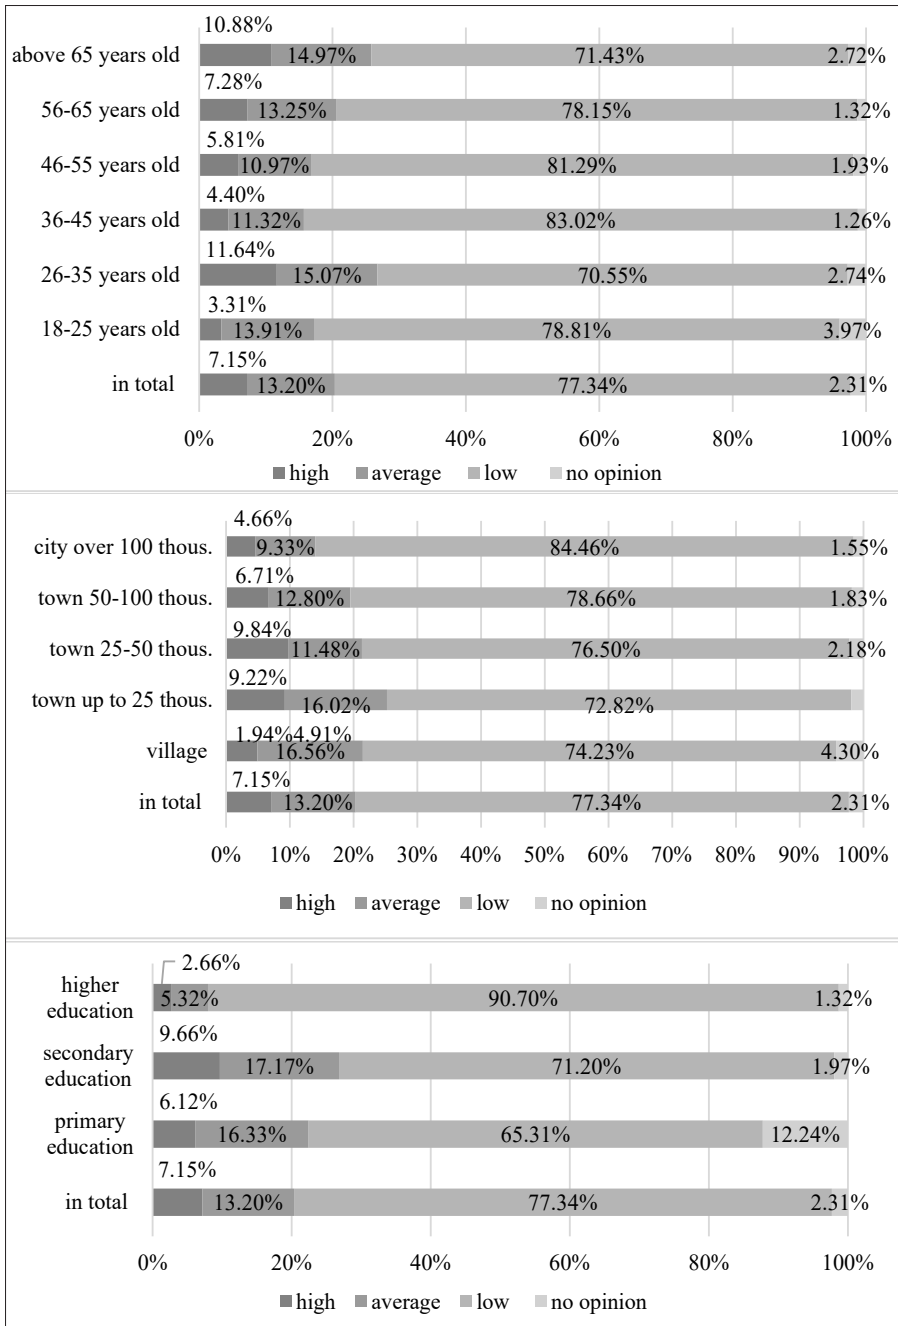 10.88%
above 65 years old 14.97% 71.43% 2.72%
7.28%
56-65 years old 13.25% 78.15% 1.32%
5.81%
46-55 years old 10.97% 81.29% 1.93%
4.40%
36-45 years old 11.32% 83.02% 1.26%
11.64%
26-35 years old 15.07% 70.55% 2.74%
3.31%
18-25 years old 13.91% 78.81% 3.97%
7.15%
in total 13.20% 77.34% 2.31%
0% 20% 40% 60% 80% 100%
high average low no opinion
4.66%
city over 100 thous. 9.33% 84.46% 1.55%
6.71%
town 50-100 thous. 12.80% 78.66% 1.83%
9.84%
town 25-50 thous. 11.48% 76.50% 2.18%
9.22%
town up to 25 thous. 16.02% 72.82%
1.94% 4.91%
village 16.56% 74.23% 4.30%
7.15%
in total 13.20% 77.34% 2.31%
0% 10% 20% 30% 40% 50% 60% 70% 80% 90% 100%
high average low no opinion
2.66%
higher
education 5.32% 90.70% 1.32%
9.66%
secondary
education 17.17% 71.20% 1.97%
6.12%
primary
education 16.33% 65.31% 12.24%
7.15%
in total 13.20% 77.34% 2.31%
0% 20% 40% 60% 80% 100%
high average low no opinion